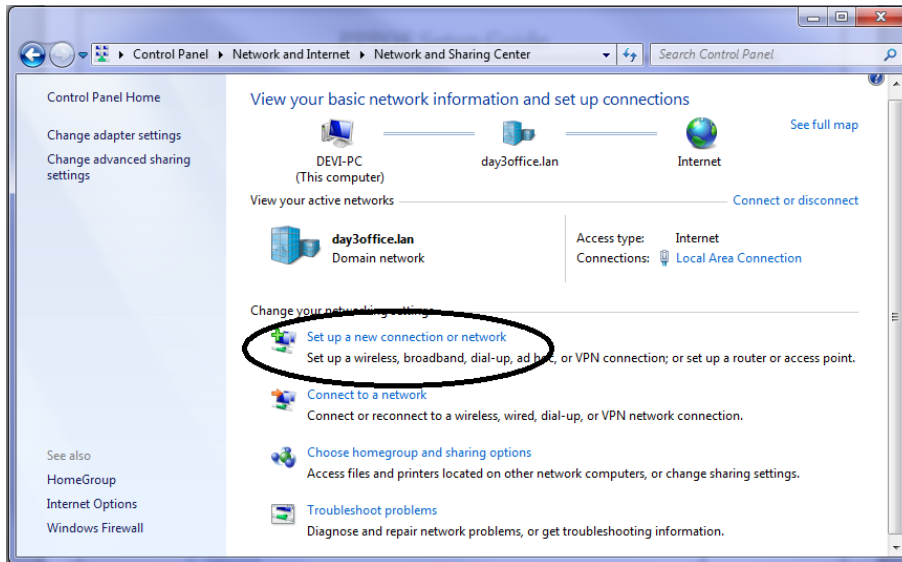 Control Panel Network and Internet Network and Sharing Center Search Control Panel
Control Panel Home
Change adapter settings
Change advanced sharing
settings
See also
HomeGroup
Internet Options
Windows Firewall
View your basic network information and set up connections
See full map
DEVI-PC
(This computer)
day3office.lan
Internet
View your active networks
Connect or disconnect
day3office.lan
Domain network
Access type: Internet
Connections: Local Area Connection
Change your networking settings
Set up a new connection or network
Set up a wireless, broadband, dial-up, ad hoc, or VPN connection; or set up a router or access point.
Connect to a network
Connect or reconnect to a wireless, wired, dial-up, or VPN network connection.
Choose homegroup and sharing options
Access files and printers located on other network computers, or change sharing settings.
Troubleshoot problems
Diagnose and repair network problems, or get troubleshooting information.